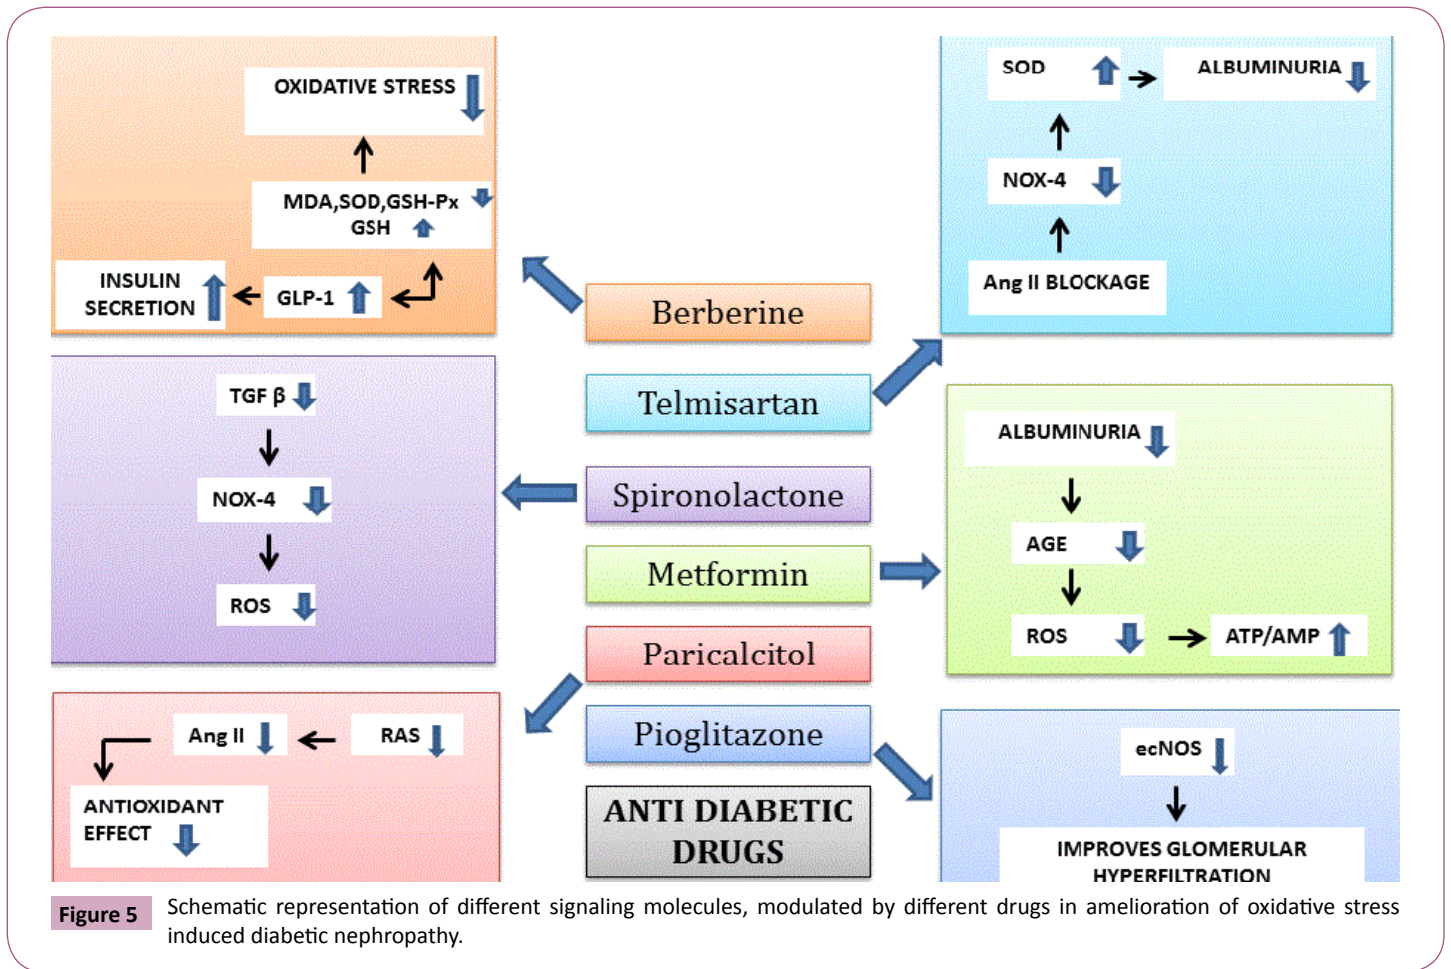 OXIDATIVE STRESS
MDA,SOD,GSH-Px
GSH
INSULIN
SECRETION
GLP-1
TGF β
NOX-4
ROS
Ang II
RAS
ANTIOXIDANT
EFFECT
Berberine
Telmisartan
Spironolactone
Metformin
Paricalcitol
Pioglitazone
ANTI DIABETIC
DRUGS
SOD
ALBUMINURIA
NOX-4
Ang II BLOCKAGE
ALBUMINURIA
AGE
ROS
ATP/AMP
ecNOS
IMPROVES GLOMERULAR
HYPERFILTRATION
Figure 5 Schematic representation of different signaling molecules, modulated by different drugs in amelioration of oxidative stress
induced diabetic nephropathy.